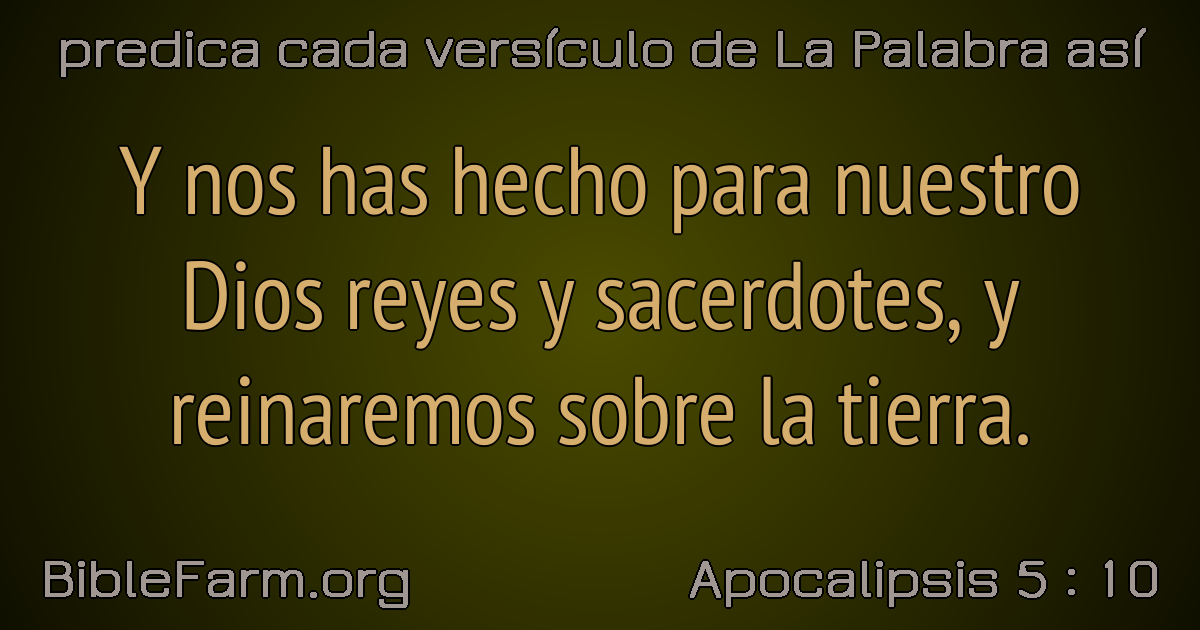 predica cada versículo de La Palabra así
Y nos has hecho para nuestro
Dios reyes y sacerdotes, y
reinaremos sobre la tierra.
BibleFarm.org
Apocalipsis 5 : 10